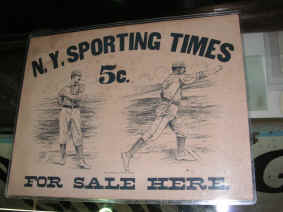 N.Y. SPORTING TIMES
5c.
FOR SALE HERE